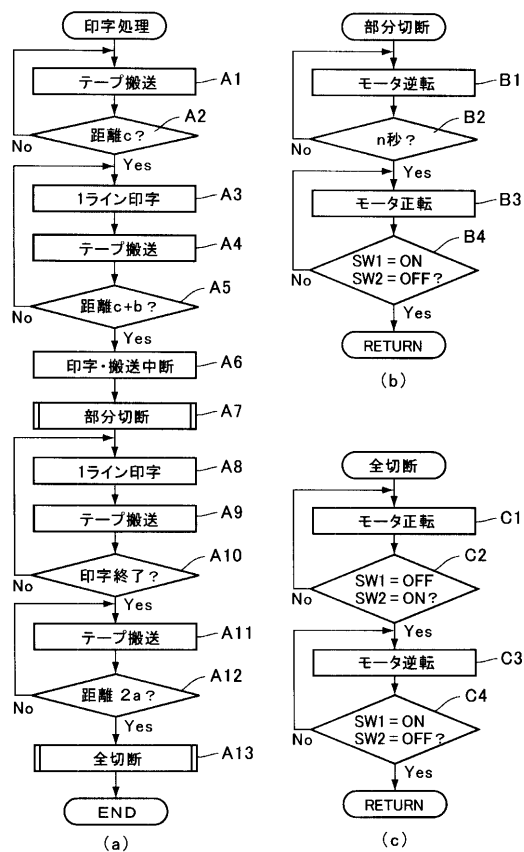 印字処理
テープ搬送
A1
距離c?
A2
No
Yes
1ライン印字
A3
テープ搬送
A4
距離c+b?
A5
No
Yes
印字・搬送中断
A6
部分切断
A7
1ライン印字
A8
テープ搬送
A9
印字終了?
A10
No
Yes
テープ搬送
A11
距離 2a?
A12
No
Yes
全切断
A13
END
(a)
部分切断
モータ逆転
B1
n秒?
B2
No
Yes
モータ正転
B3
SW1=ON
SW2=OFF?
B4
No
Yes
RETURN
(b)
全切断
モータ正転
C1
SW1=OFF
SW2=ON?
C2
No
Yes
モータ逆転
C3
SW1=ON
SW2=OFF?
C4
No
Yes
RETURN
(c)